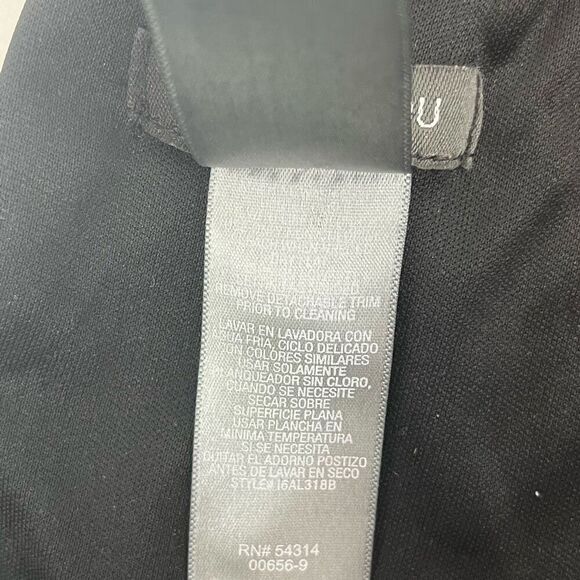 OU
REMOVE DETACHABLE TRIM
PRIOR TO CLEANING
LAVAR EN LAVADORA CON
AGUA FRIA, CICLO DELICADO
CON COLORES SIMILARES
USAR SOLAMENTE
BLANQUEADOR SIN CLORO,
CUANDO SE NECESITE
SECAR SOBRE
SUPERFICIE PLANA
USAR PLANCHA EN
MINIMA TEMPERATURA
SI SE NECESITA
QUITAR EL ADORNO POSTIZO
ANTES DE LAVAR EN SECO
STYLE# I6AL318B
RN# 54314
00656-9